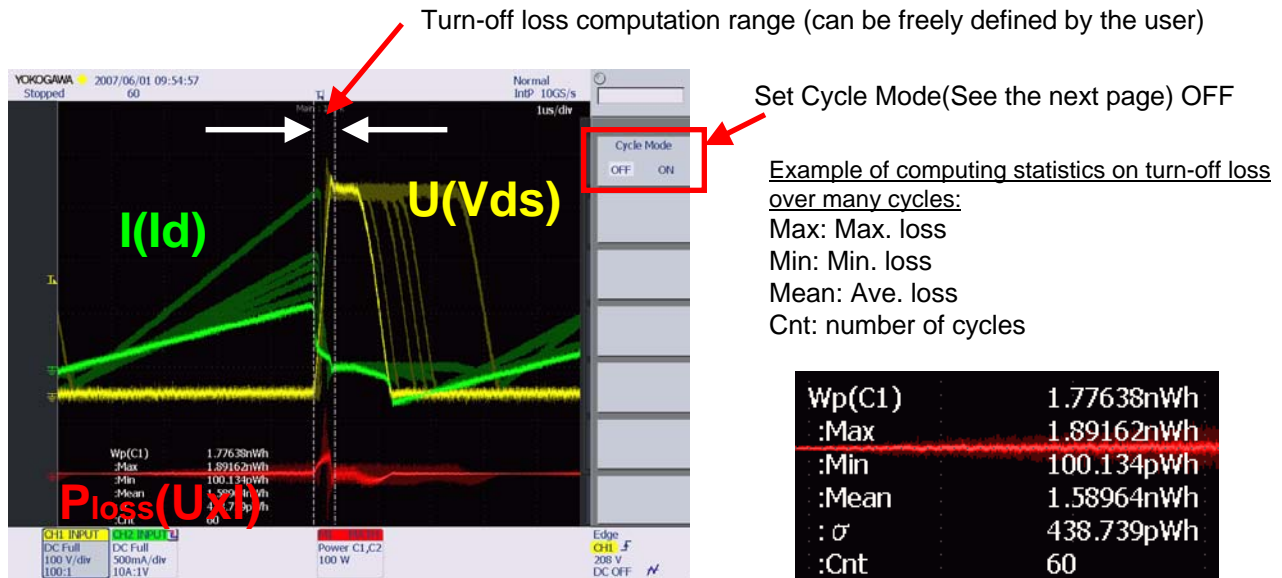 Turn-off loss computation range (can be freely defined by the user)
YOKOGAWA 2007/06/01 09:54:57
Stopped 60
Normal
IntP 10GS/s
1us/div
Set Cycle Mode(See the next page) OFF
Cycle Mode
OFF ON
Example of computing statistics on turn-off loss
over many cycles:
Max: Max. loss
Min: Min. loss
Mean: Ave. loss
Cnt: number of cycles
I(Id)
U(Vds)
Wp(C1) 1.77638nWh
:Max 1.89162nWh
:Min 100.134pWh
:Mean
:Cnt 60
Ploss(UxI)
CH1 INPUT
DC Full
100 V/div
100:1
CH2 INPUT
DC Full
500mA/div
10A:1V
Power C1,C2
100 W
Edge
CH1
208 V
DC OFF
Wp(C1) 1.77638nWh
:Max 1.89162nWh
:Min 100.134pWh
:Mean 1.58964nWh
:σ 438.739pWh
:Cnt 60